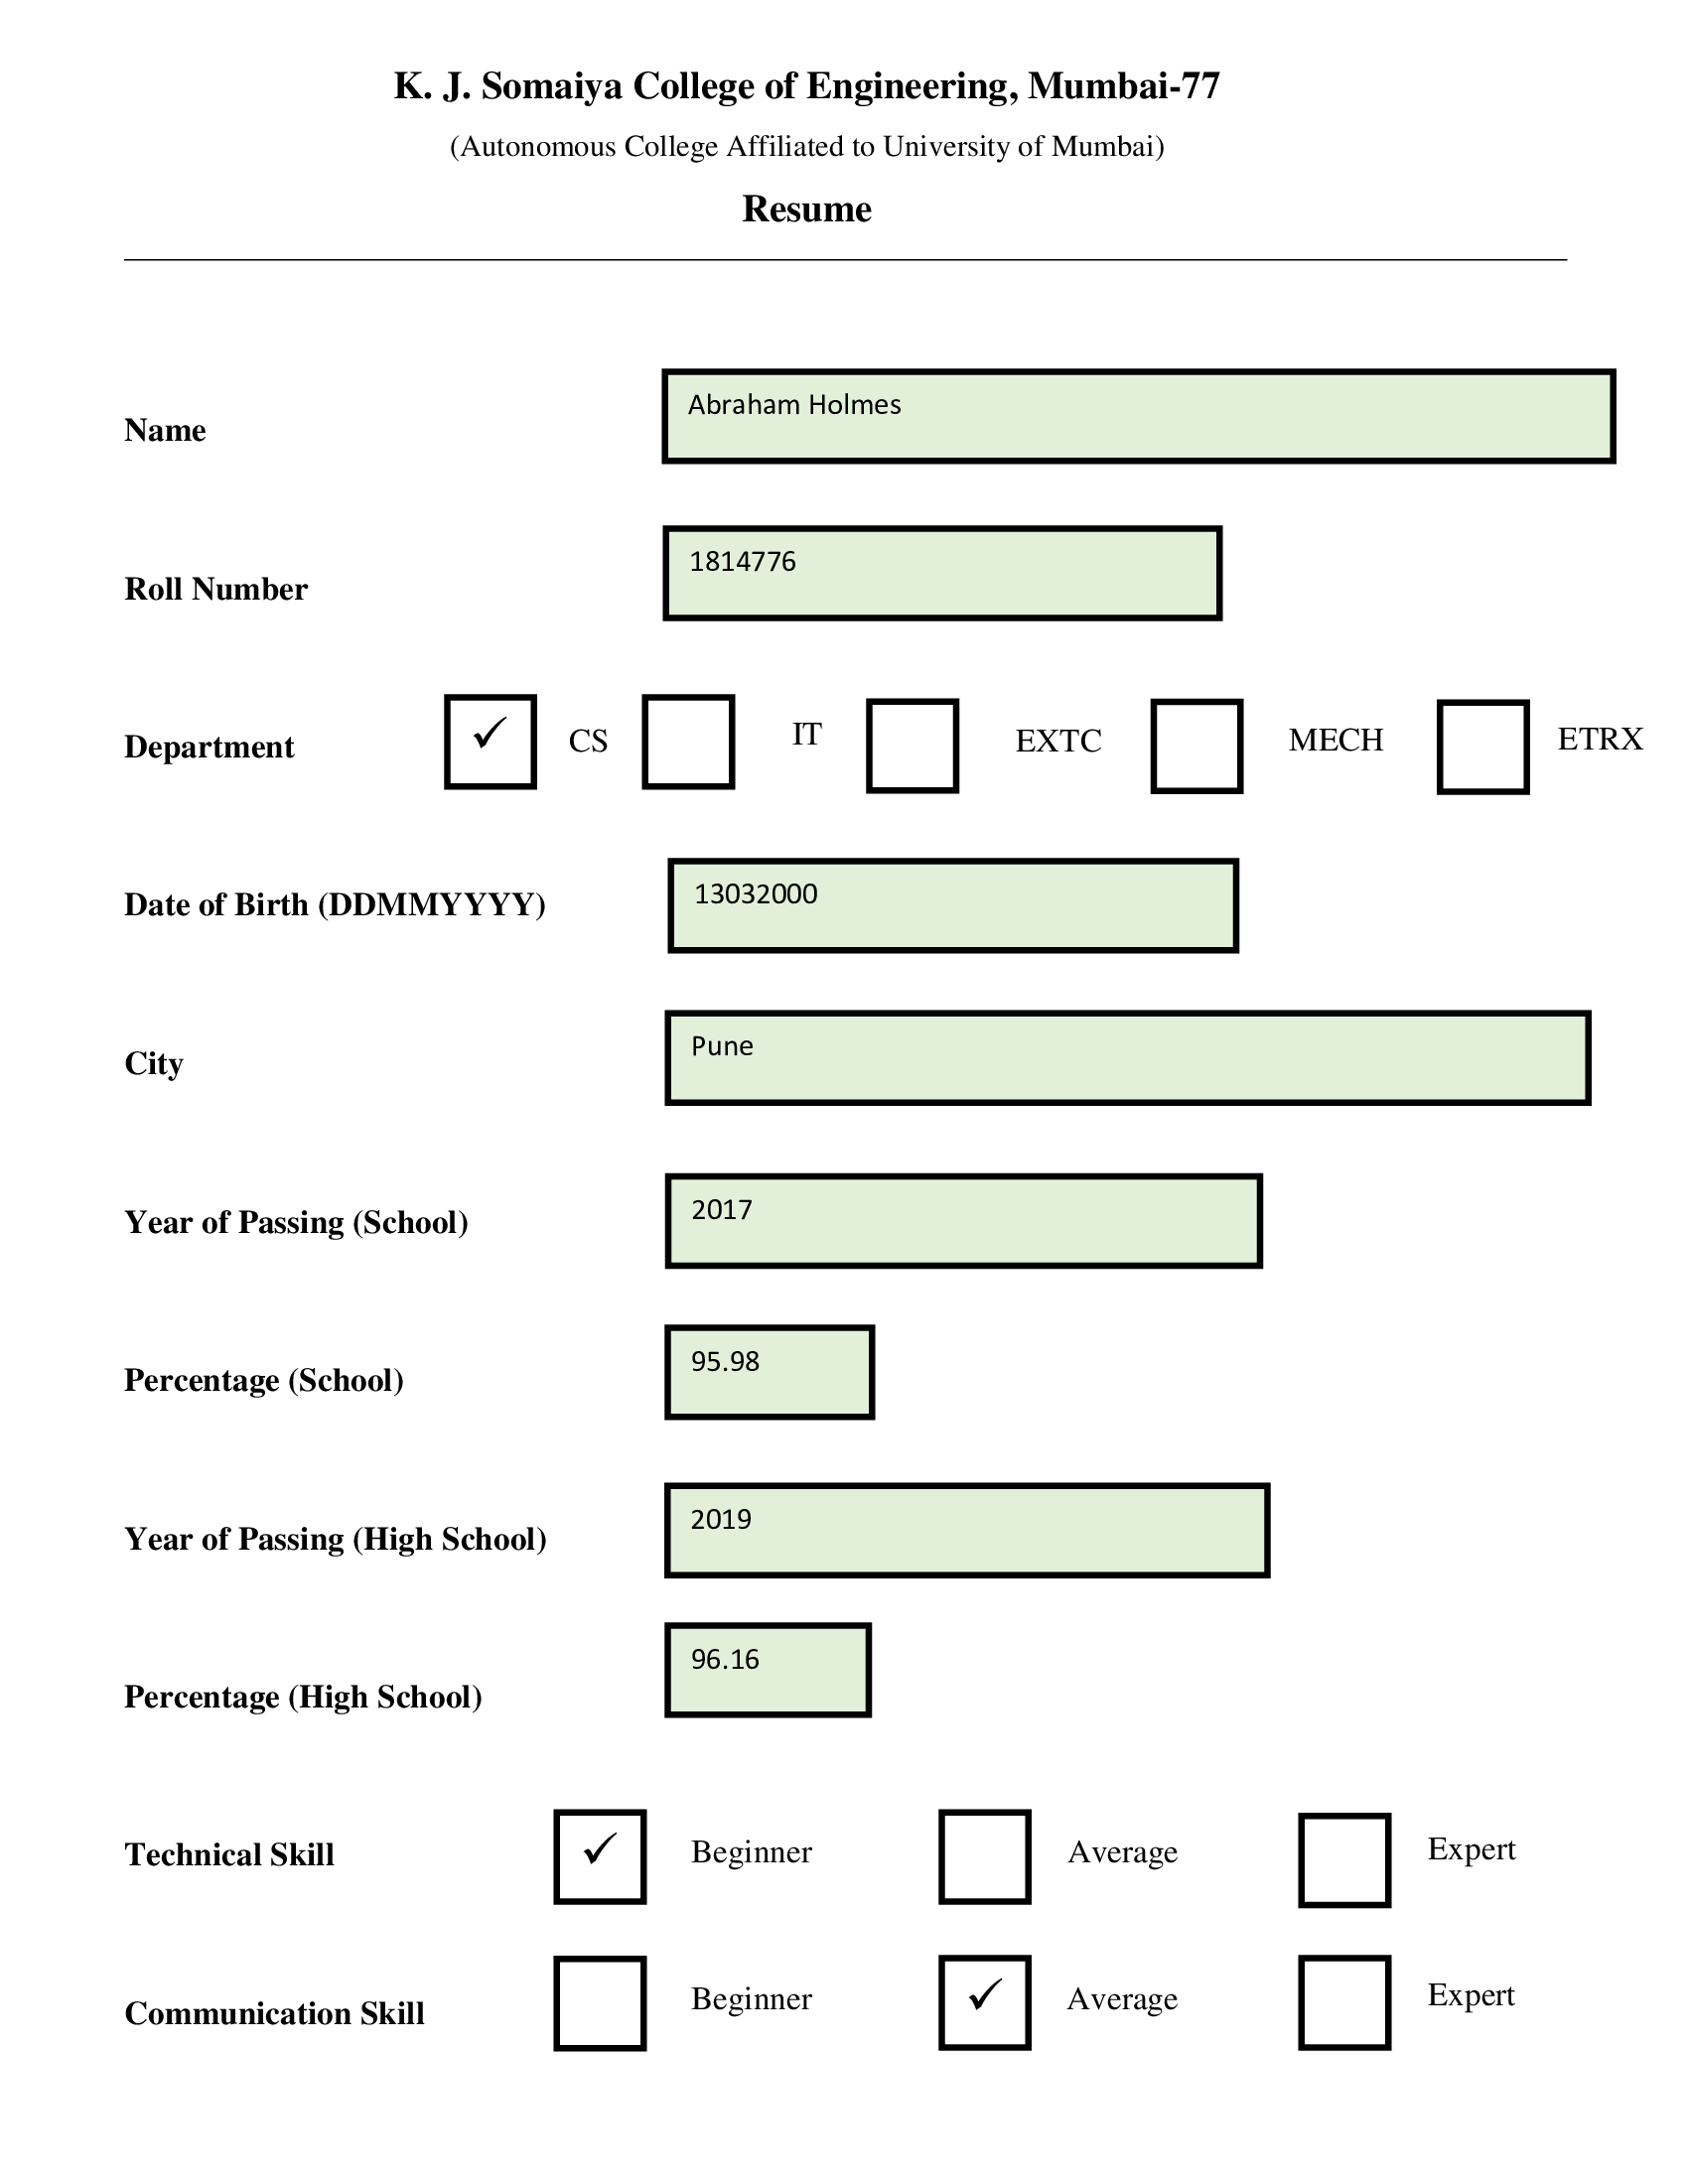 K. J. Somaiya College of Engineering, Mumbai-77
(Autonomous College Affiliated to University of Mumbai)
Resume
Name Abraham Holmes
Roll Number 1814776
Department ✓ CS IT EXTC MECH ETRX
Date of Birth (DDMMYYYY) 13032000
City Pune
Year of Passing (School) 2017
Percentage (School) 95.98
Year of Passing (High School) 2019
Percentage (High School) 96.16
Technical Skill ✓ Beginner Average Expert
Communication Skill Beginner ✓ Average Expert